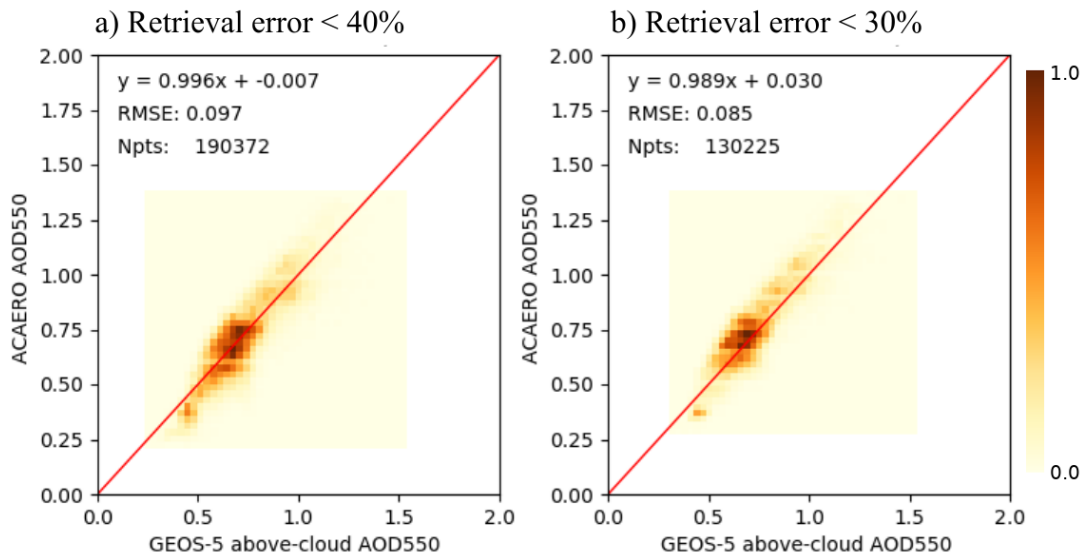 a) Retrieval error < 40%
b) Retrieval error < 30%
y = 0.996x + -0.007
RMSE: 0.097
Npts: 190372
2.00
1.75
1.50
1.25
1.00
0.75
0.50
0.25
0.00
ACAERO AOD550
0.0 0.5 1.0 1.5 2.0
GEOS-5 above-cloud AOD550
y = 0.989x + 0.030
RMSE: 0.085
Npts: 130225
2.00
1.75
1.50
1.25
1.00
0.75
0.50
0.25
0.00
ACAERO AOD550
0.0 0.5 1.0 1.5 2.0
GEOS-5 above-cloud AOD550
1.0
0.0